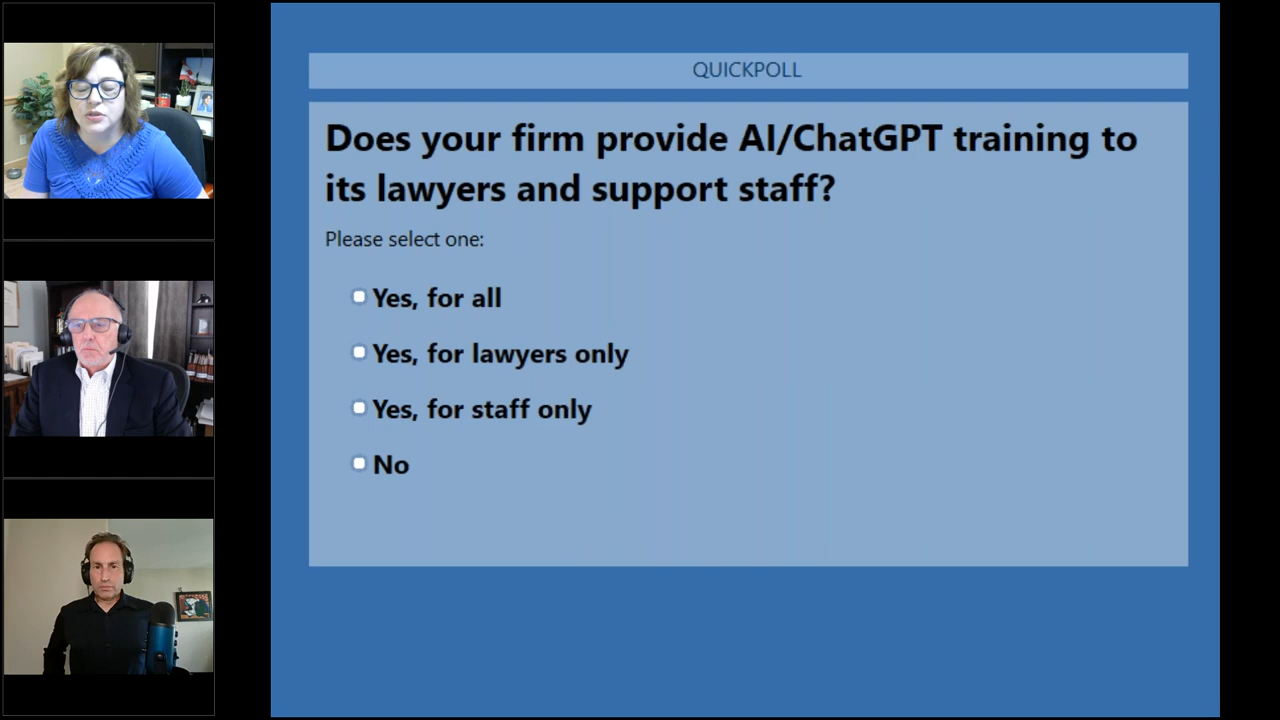 QUICKPOLL
Does your firm provide AI/ChatGPT training to
its lawyers and support staff?
Please select one:
Yes, for all
Yes, for lawyers only
Yes, for staff only
No